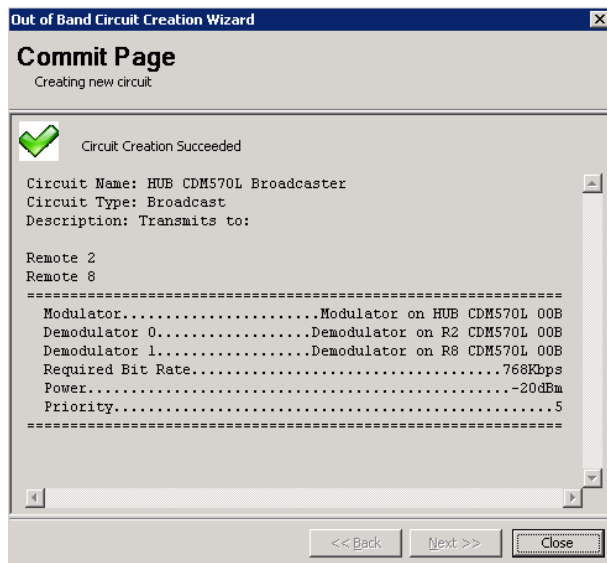 Out of Band Circuit Creation Wizard
Commit Page
Creating new circuit
Circuit Creation Succeeded
Circuit Name: HUB CDM570L Broadcaster
Circuit Type: Broadcast
Description: Transmits to:
Remote 2
Remote 8
=================================================================
Modulator.......................Modulator on HUB CDM570L OOB
Demodulator 0..................Demodulator on R2 CDM570L OOB
Demodulator 1..................Demodulator on R8 CDM570L OOB
Required Bit Rate.....................................768Kbps
Power..................................................-20dBm
Priority....................................................5
=================================================================
<< Back
Next >>
Close